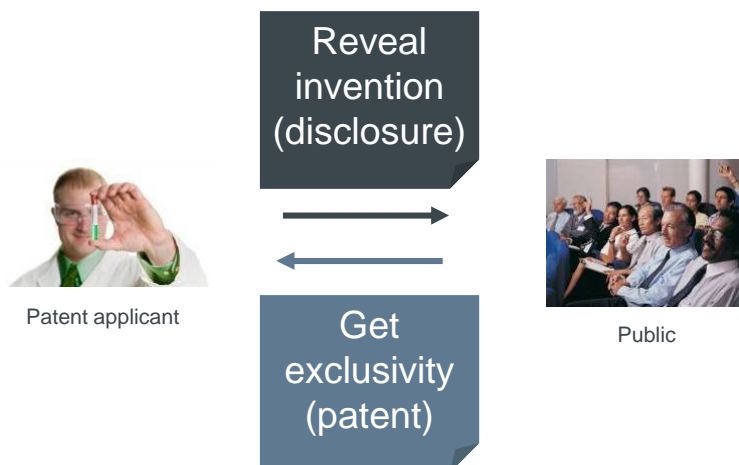 Reveal
invention
(disclosure)
Patent applicant
Public
Get
exclusivity
(patent)